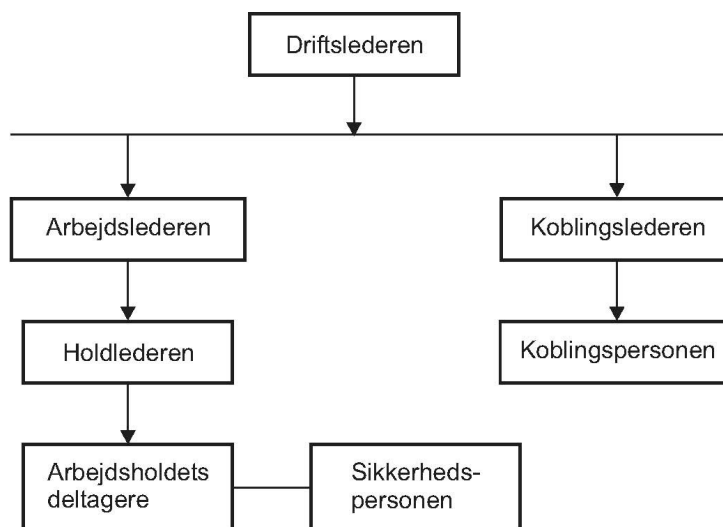 Driftslederen
Arbejdslederen
Koblingslederen
Holdlederen
Koblingspersonen
Arbejdsholdets
deltagere
Sikkerheds-
personen